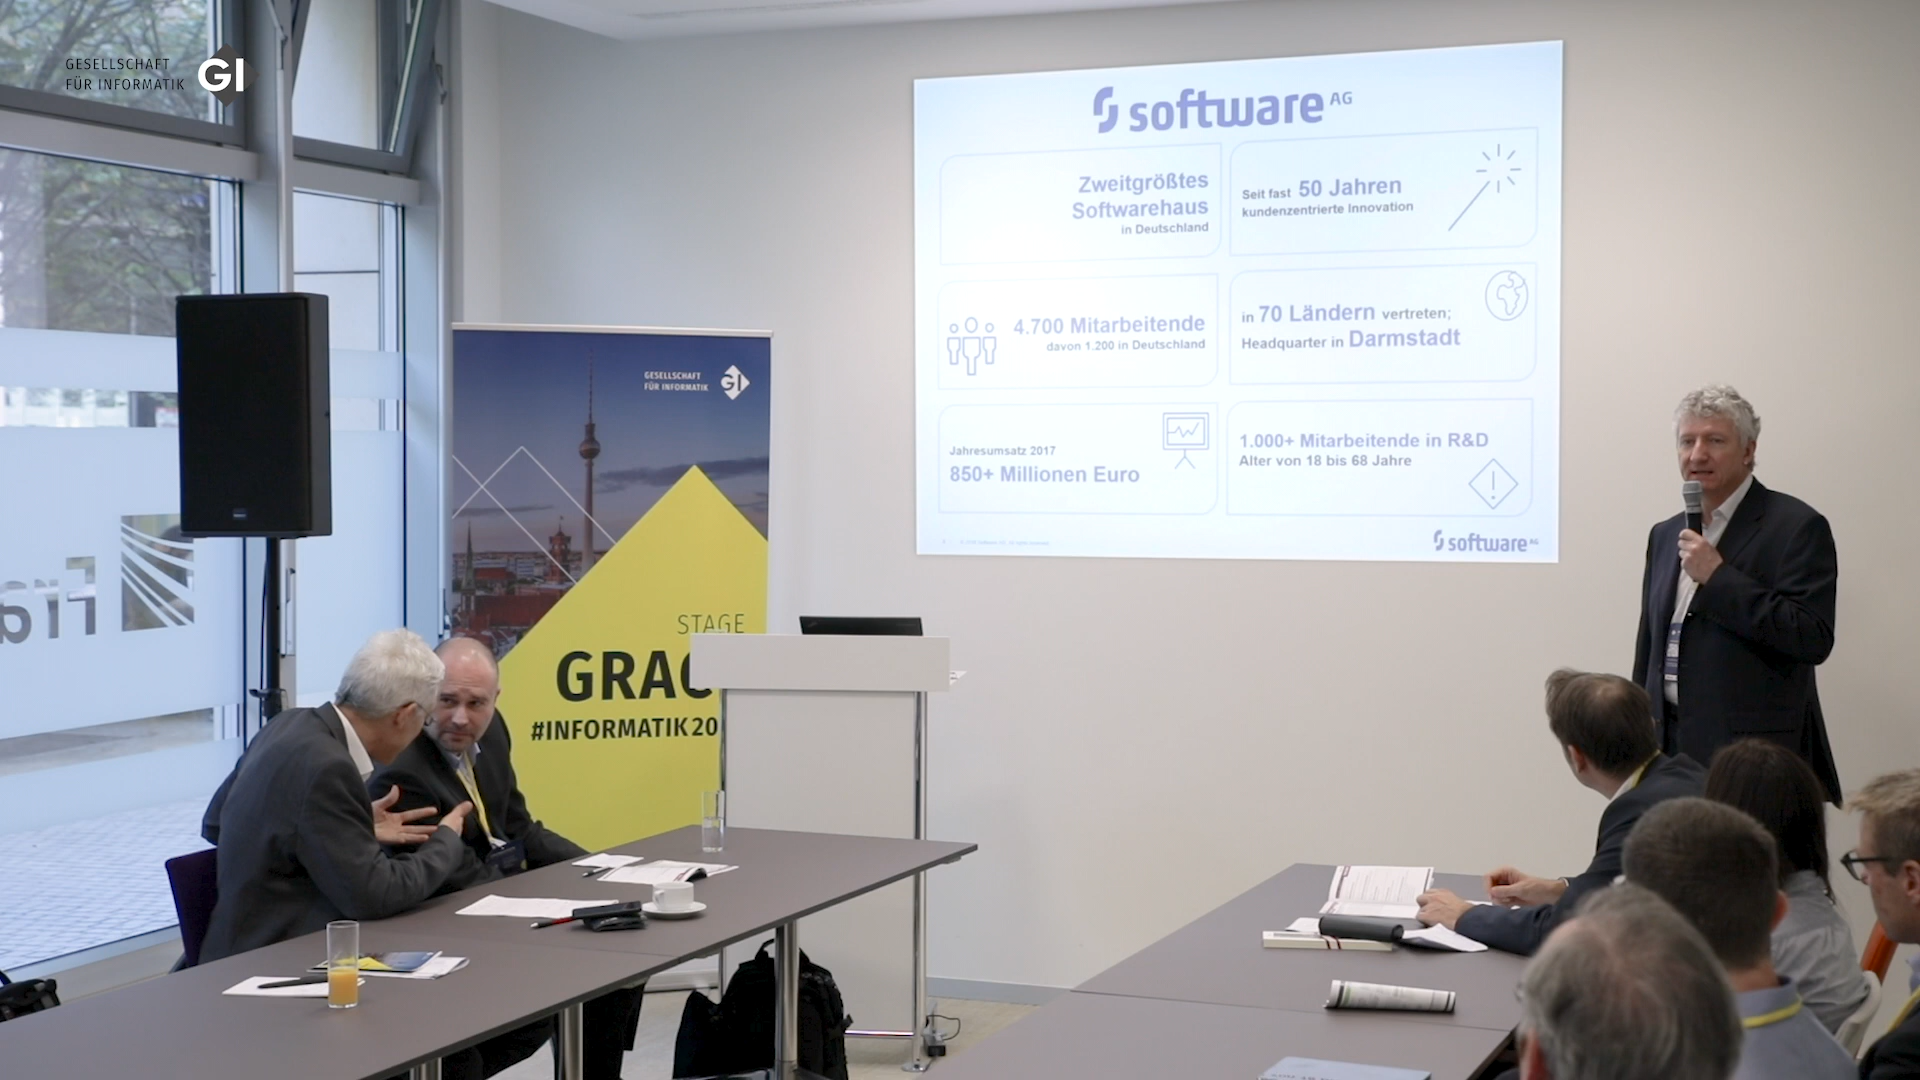 GESELLSCHAFT
FÜR INFORMATIK
GI
software AG
Zweitgrößtes
Softwarehaus
in Deutschland
Seit fast 50 Jahren
kundenzentrierte Innovation
4.700 Mitarbeitende
davon 1.200 in Deutschland
in 70 Ländern vertreten;
Headquarter in Darmstadt
Jahresumsatz 2017
850+ Millionen Euro
1.000+ Mitarbeitende in R&D
Alter von 18 bis 68 Jahre
software AG
GESELLSCHAFT
FÜR INFORMATIK
GI
STAGE
GRAC
#INFORMATIK20
Fra